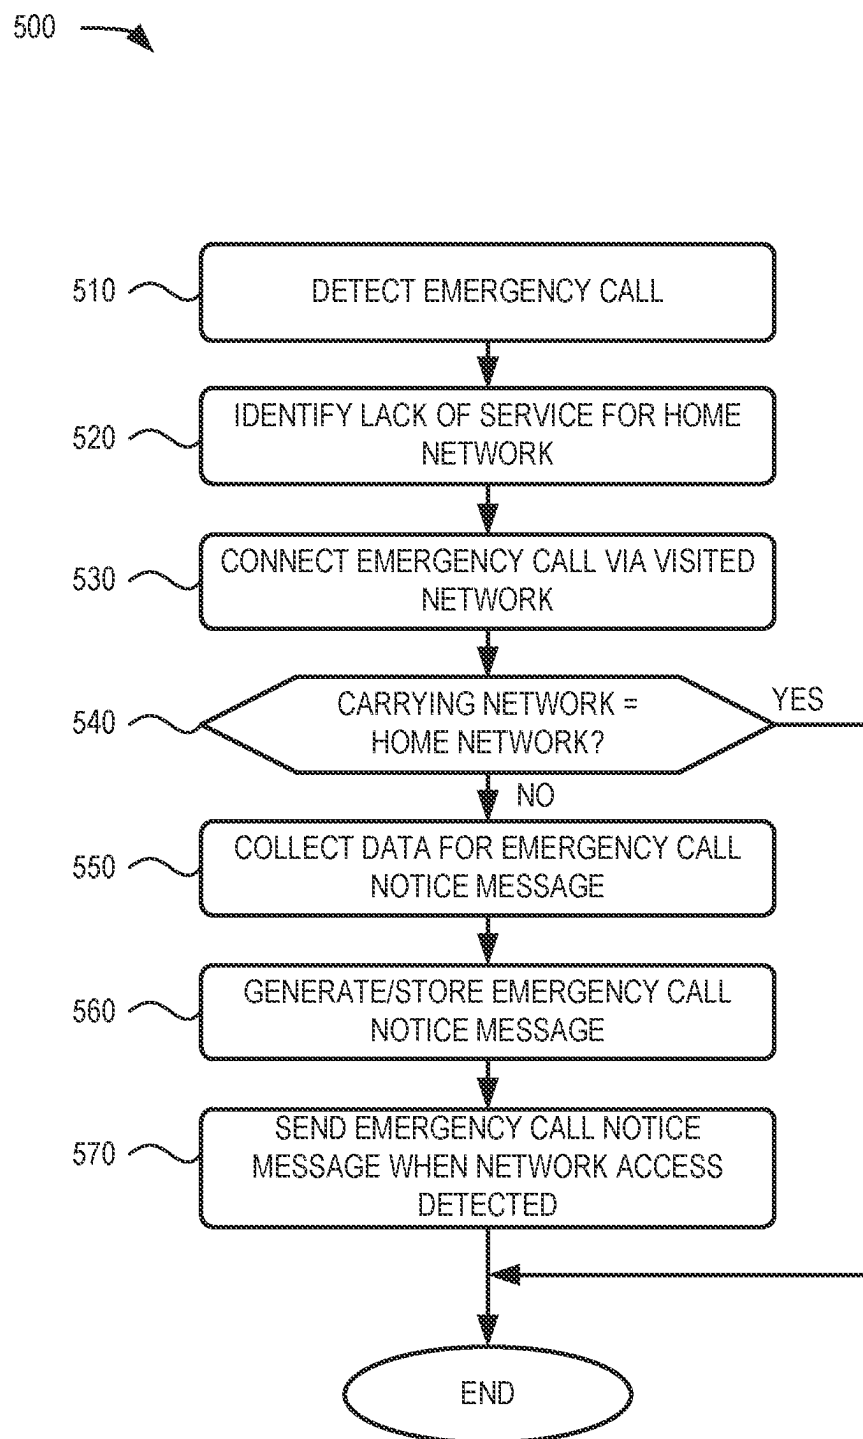 500
510
DETECT EMERGENCY CALL
520
IDENTIFY LACK OF SERVICE FOR HOME
NETWORK
530
CONNECT EMERGENCY CALL VIA VISITED
NETWORK
540
CARRYING NETWORK =
HOME NETWORK?
YES
NO
550
COLLECT DATA FOR EMERGENCY CALL
NOTICE MESSAGE
560
GENERATE/STORE EMERGENCY CALL
NOTICE MESSAGE
570
SEND EMERGENCY CALL NOTICE
MESSAGE WHEN NETWORK ACCESS
DETECTED
END